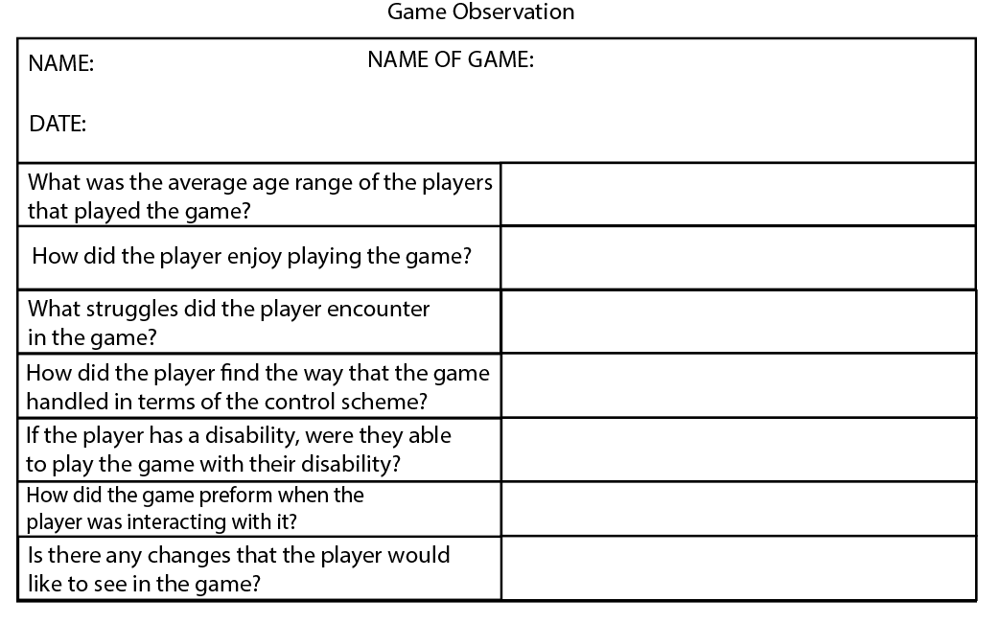 Game Observation
NAME:
NAME OF GAME:
DATE:
What was the average age range of the players
that played the game?
How did the player enjoy playing the game?
What struggles did the player encounter
in the game?
How did the player find the way that the game
handled in terms of the control scheme?
If the player has a disability, were they able
to play the game with their disability?
How did the game preform when the
player was interacting with it?
Is there any changes that the player would
like to see in the game?